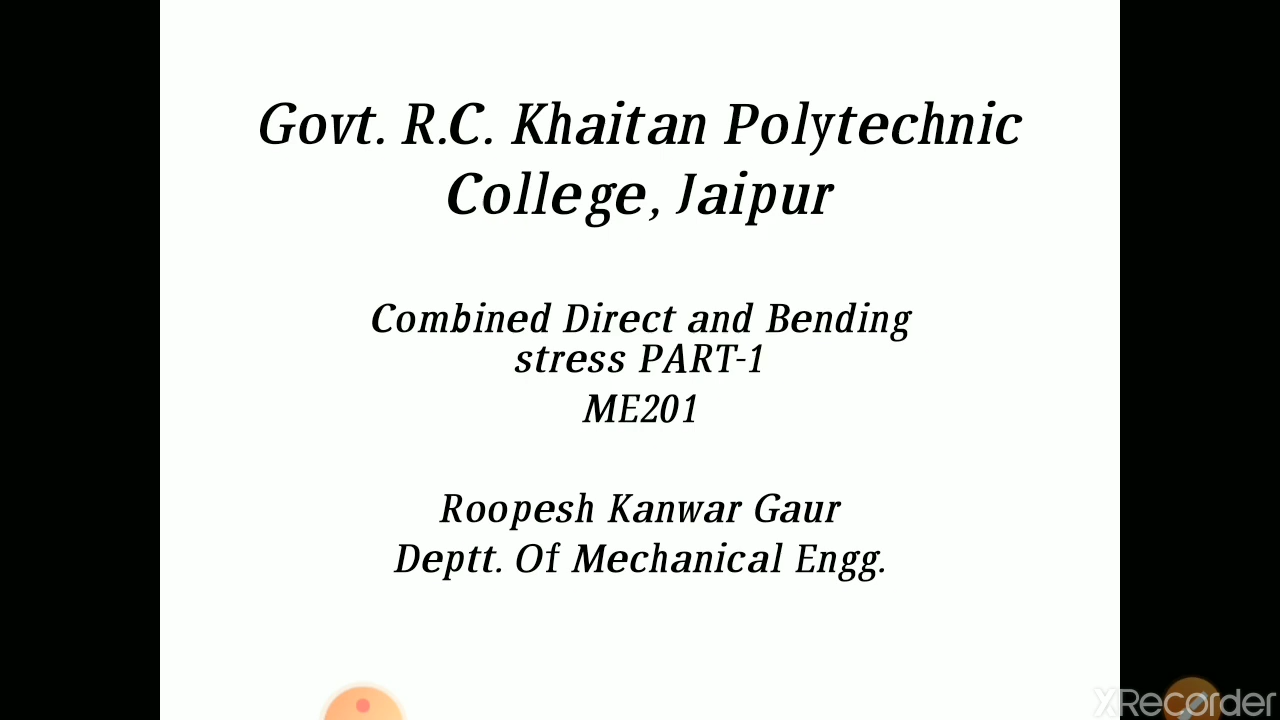 Govt. R.C. Khaitan Polytechnic
College, Jaipur
Combined Direct and Bending
stress PART-1
ME201
Roopesh Kanwar Gaur
Deptt. Of Mechanical Engg.
XRecorder